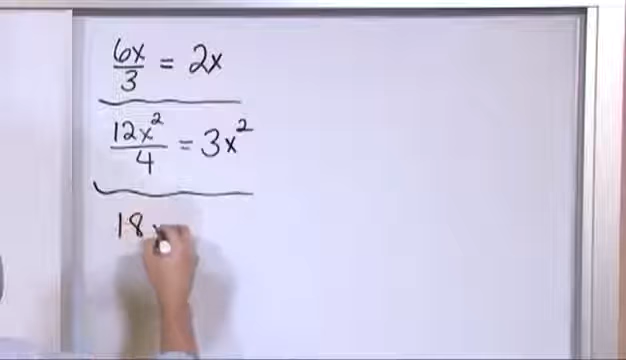 6x/3 = 2x
12x²/4 = 3x²
18